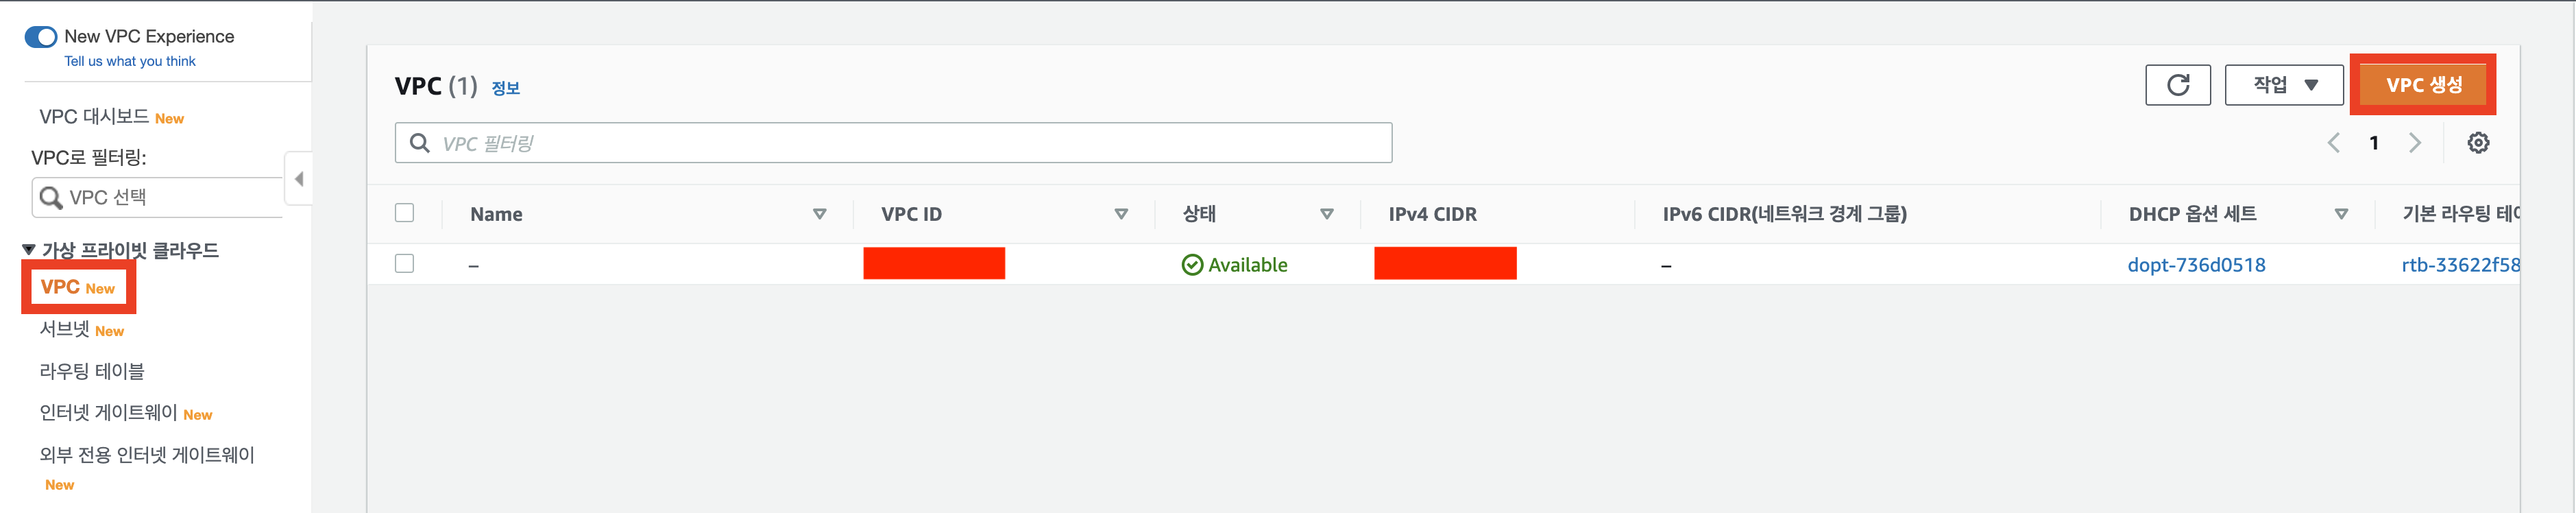 New VPC Experience
Tell us what you think
VPC 대시보드 New
VPC로 필터링:
VPC 선택
가상 프라이빗 클라우드
VPC New
서브넷 New
라우팅 테이블
인터넷 게이트웨이 New
외부 전용 인터넷 게이트웨이
New
VPC (1) 정보
작업
VPC 생성
VPC 필터링
1
Name VPC ID 상태 IPv4 CIDR IPv6 CIDR(네트워크 경계 그룹) DHCP 옵션 세트 기본 라우팅
– Available – dopt-736d0518 rtb-33622f58